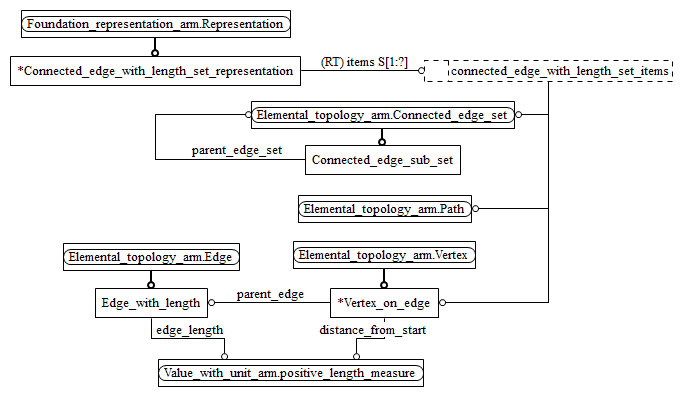 Foundation_representation_arm.Representation
*Connected_edge_with_length_set_representation
(RT) items S[1:?]
connected_edge_with_length_set_items
Elemental_topology_arm.Connected_edge_set
parent_edge_set
Connected_edge_sub_set
Elemental_topology_arm.Path
Elemental_topology_arm.Edge
Elemental_topology_arm.Vertex
Edge_with_length
parent_edge
*Vertex_on_edge
edge_length
distance_from_start
Value_with_unit_arm.positive_length_measure